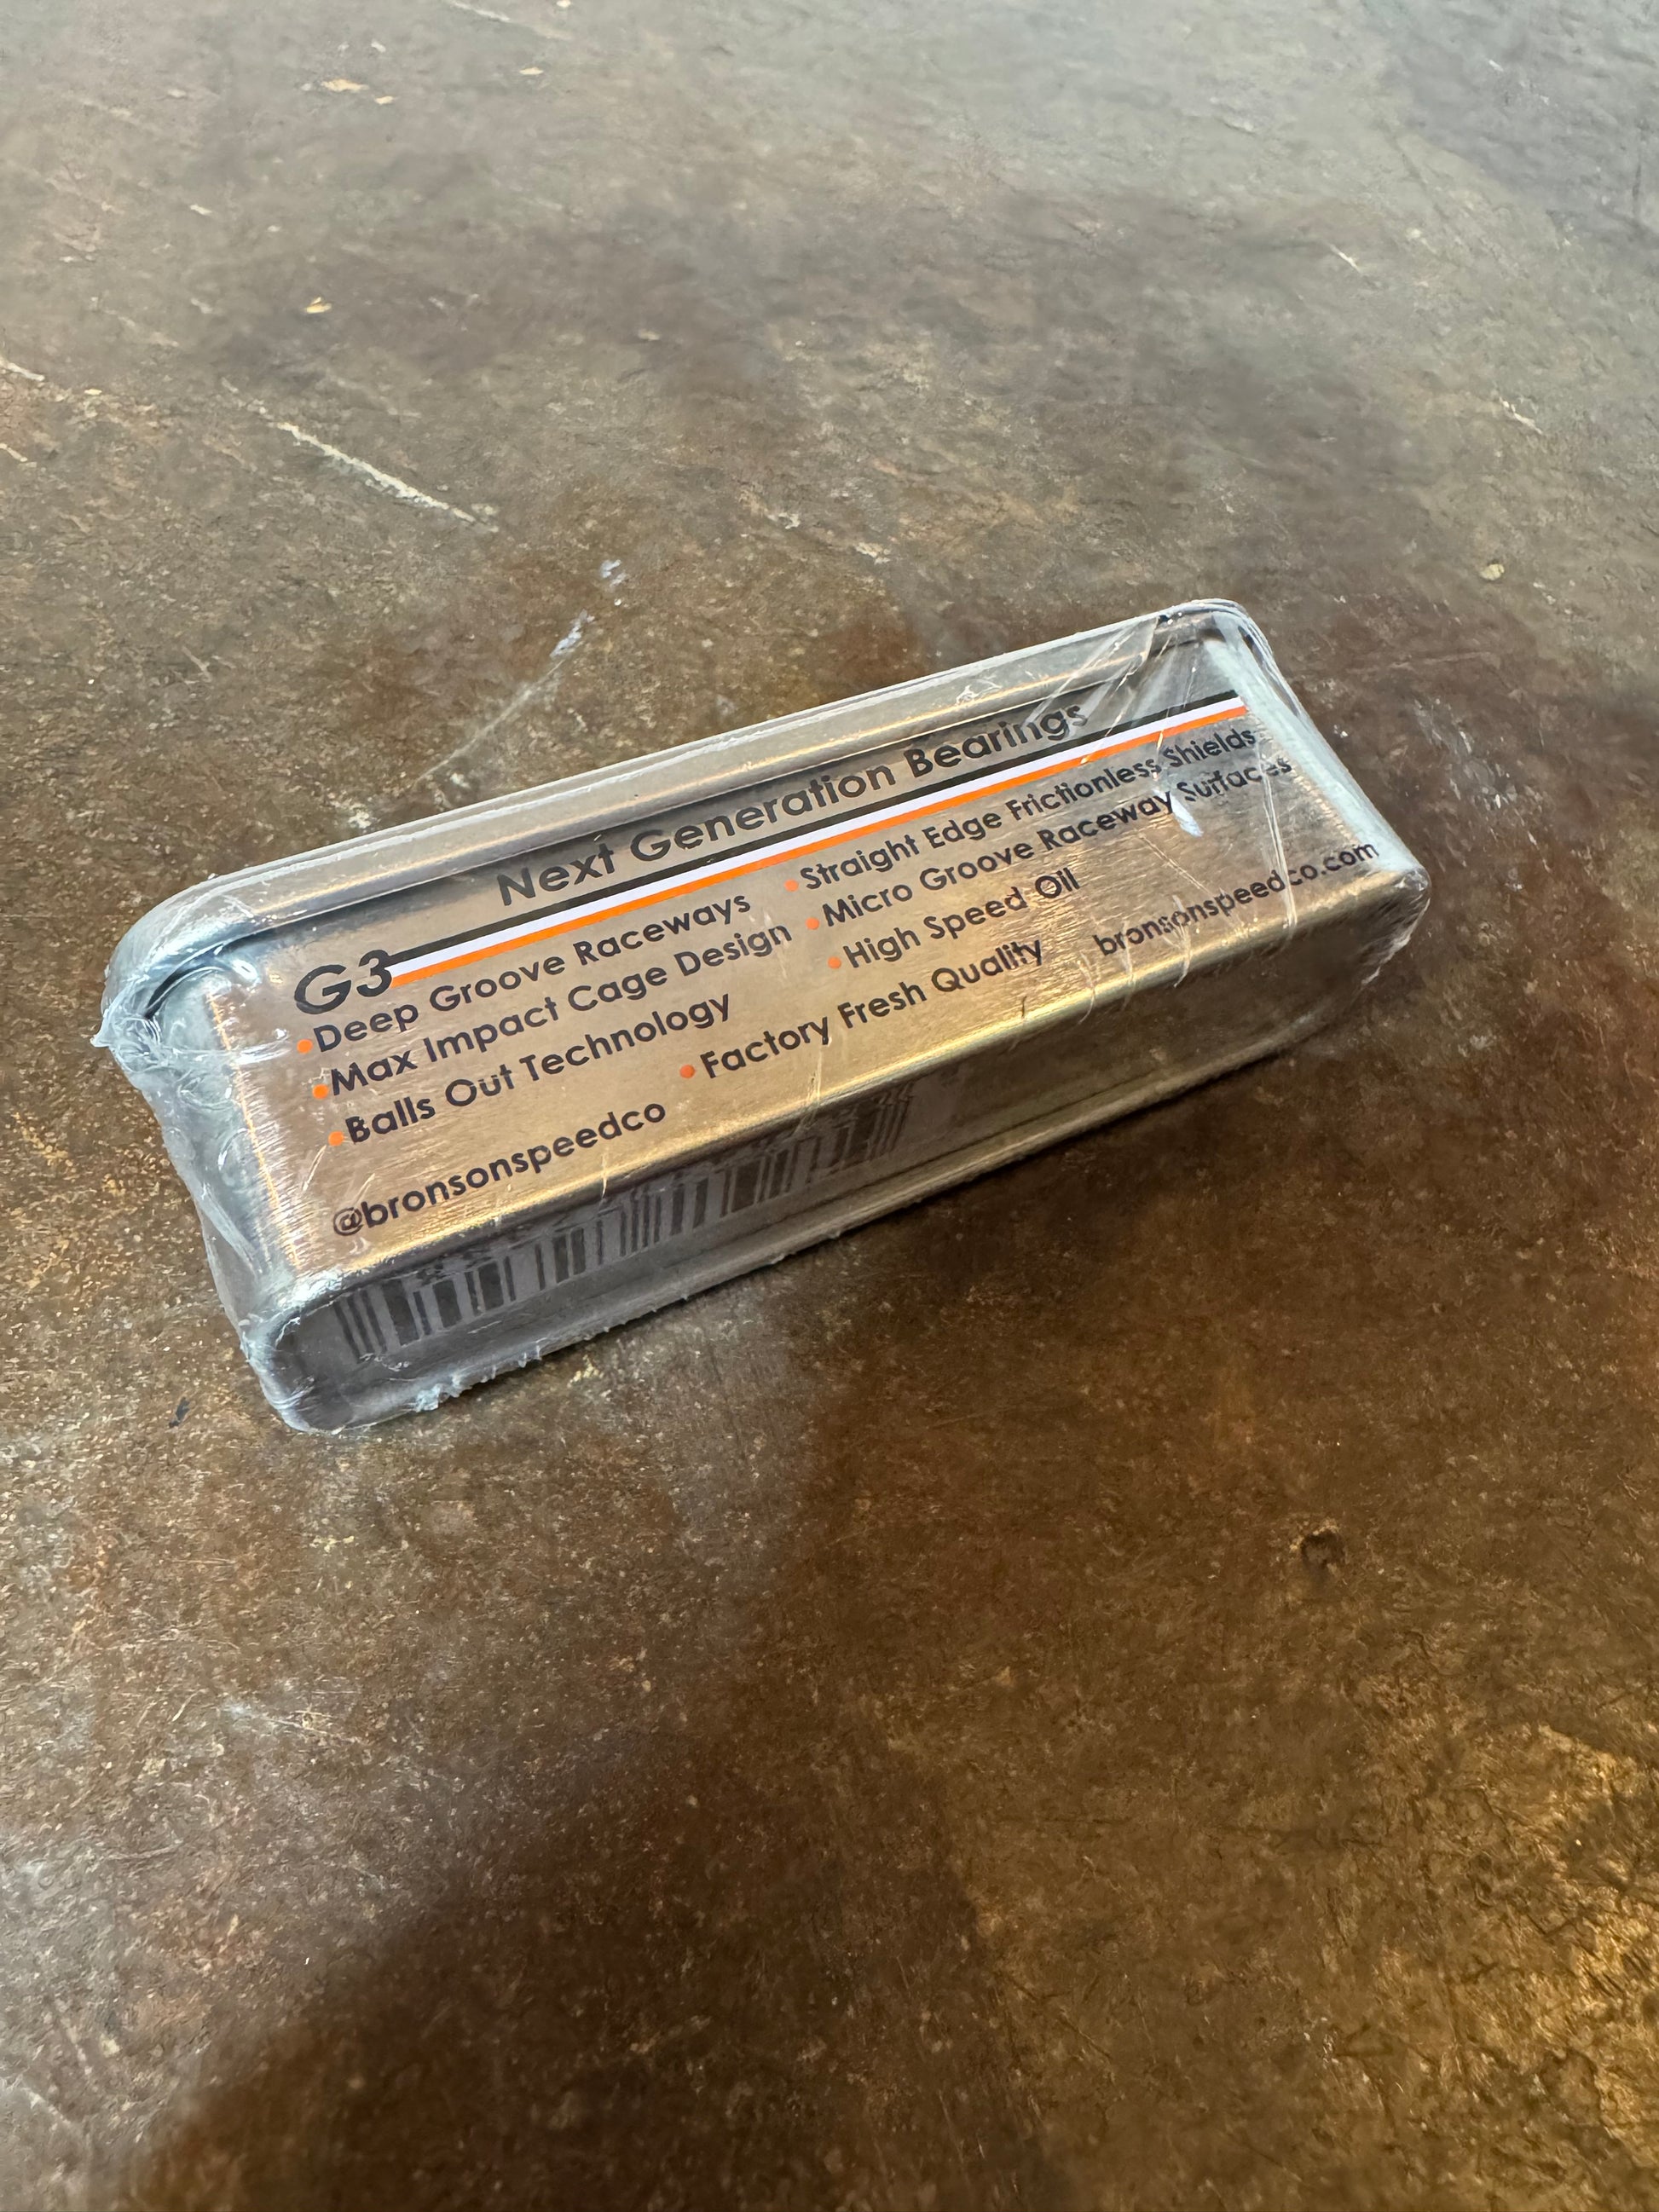 Next Generation Bearings
G3
•Deep Groove Raceways
•Max Impact Cage Design
•Balls Out Technology
•Straight Edge Frictionless Shields
•Micro Groove Raceway Surfaces
•High Speed Oil
•Factory Fresh Quality
@bronsonspeedco
bronsonspeedco.com